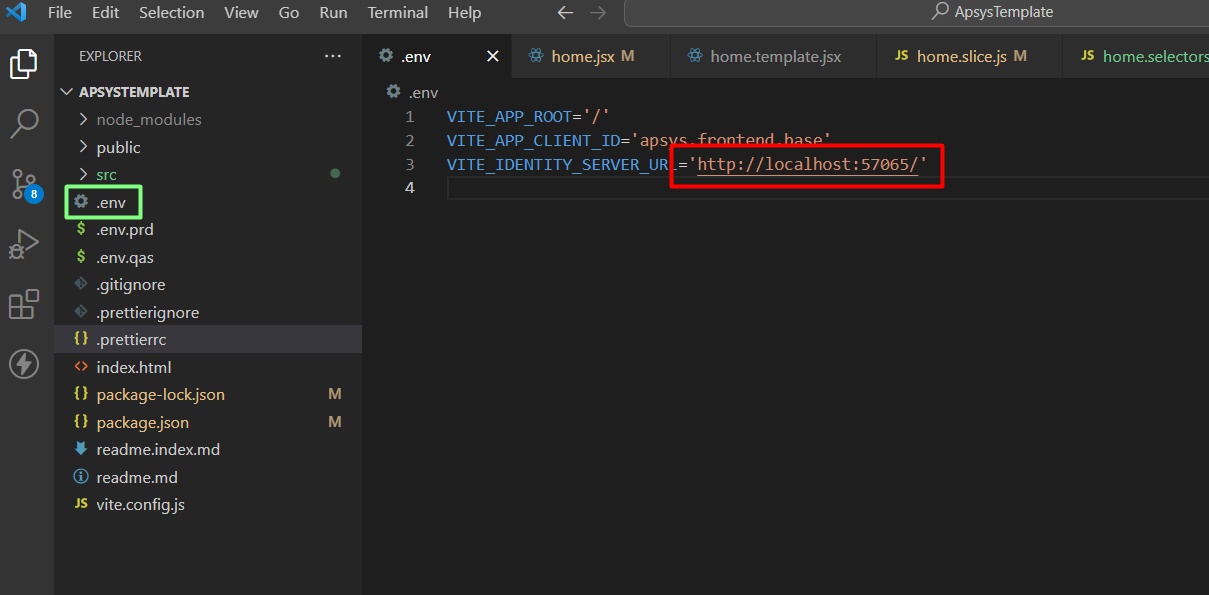 File Edit Selection View Go Run Terminal Help ApsysTemplate
EXPLORER
.env
home.jsx M
home.template.jsx
JS home.slice.js M
JS home.selectors
APSYSTEMPLATE
node_modules
public
src
.env
$ .env.prd
$ .env.qas
.gitignore
.prettierignore
{} .prettierrc
<> index.html
{} package-lock.json M
{} package.json M
readme.index.md
readme.md
JS vite.config.js
8
.env
1 VITE_APP_ROOT='/'
2 VITE_APP_CLIENT_ID='apsys.frontend.base'
3 VITE_IDENTITY_SERVER_URL='http://localhost:57065/'
4